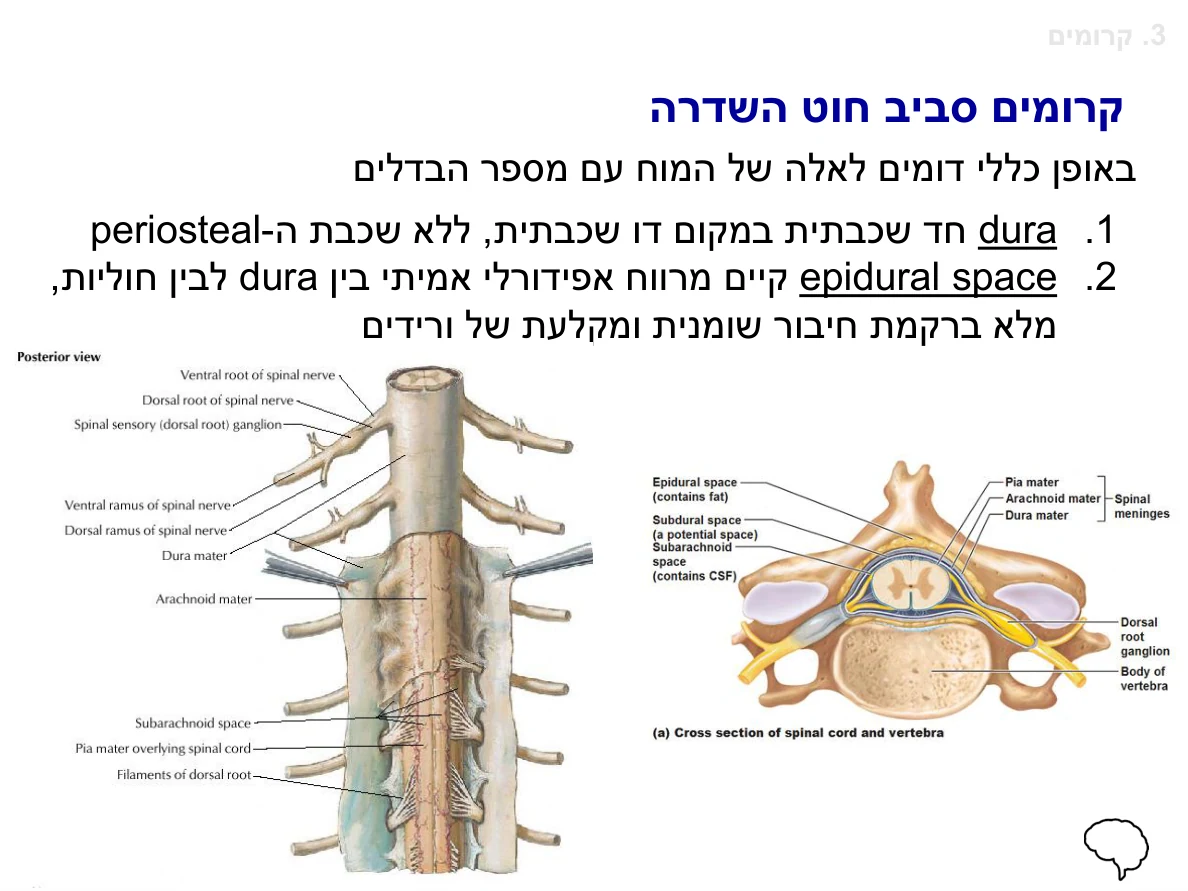 3. קרומים
קרומים סביב חוט השדרה
באופן כללי דומים לאלה של המוח עם מספר הבדלים
1. dura חד שכבתית במקום דו שכבתית, ללא שכבת ה-periosteal
2. epidural space קיים מרווח אפידורלי אמיתי בין dura לבין חוליות,
מלא ברקמת חיבור שומנית ומקלעת של ורידים
Posterior view
Ventral root of spinal nerve
Dorsal root of spinal nerve
Spinal sensory (dorsal root) ganglion
Ventral ramus of spinal nerve
Dorsal ramus of spinal nerve
Dura mater
Arachnoid mater
Subarachnoid space
Pia mater overlying spinal cord
Filaments of dorsal root
Epidural space
(contains fat)
Subdural space
(a potential space)
Subarachnoid
space
(contains CSF)
Pia mater
Arachnoid mater
Dura mater
Spinal
meninges
Dorsal
root
ganglion
Body of
vertebra
(a) Cross section of spinal cord and vertebra